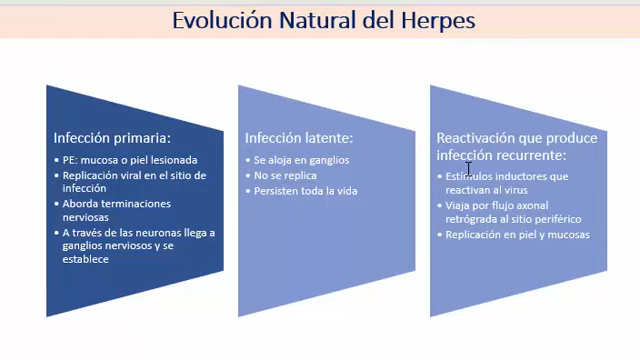 Evolución Natural del Herpes
Infección primaria:
• PE: mucosa o piel lesionada
• Replicación viral en el sitio de
infección
• Aborda terminaciones
nerviosas
• A través de las neuronas llega a
ganglios nerviosos y se
establece
Infección latente:
• Se aloja en ganglios
• No se replica
• Persisten toda la vida
Reactivación que produce
infección recurrente:
• Estímulos inductores que
reactivan al virus
• Viaja por flujo axonal
retrógrada al sitio periférico
• Replicación en piel y mucosas